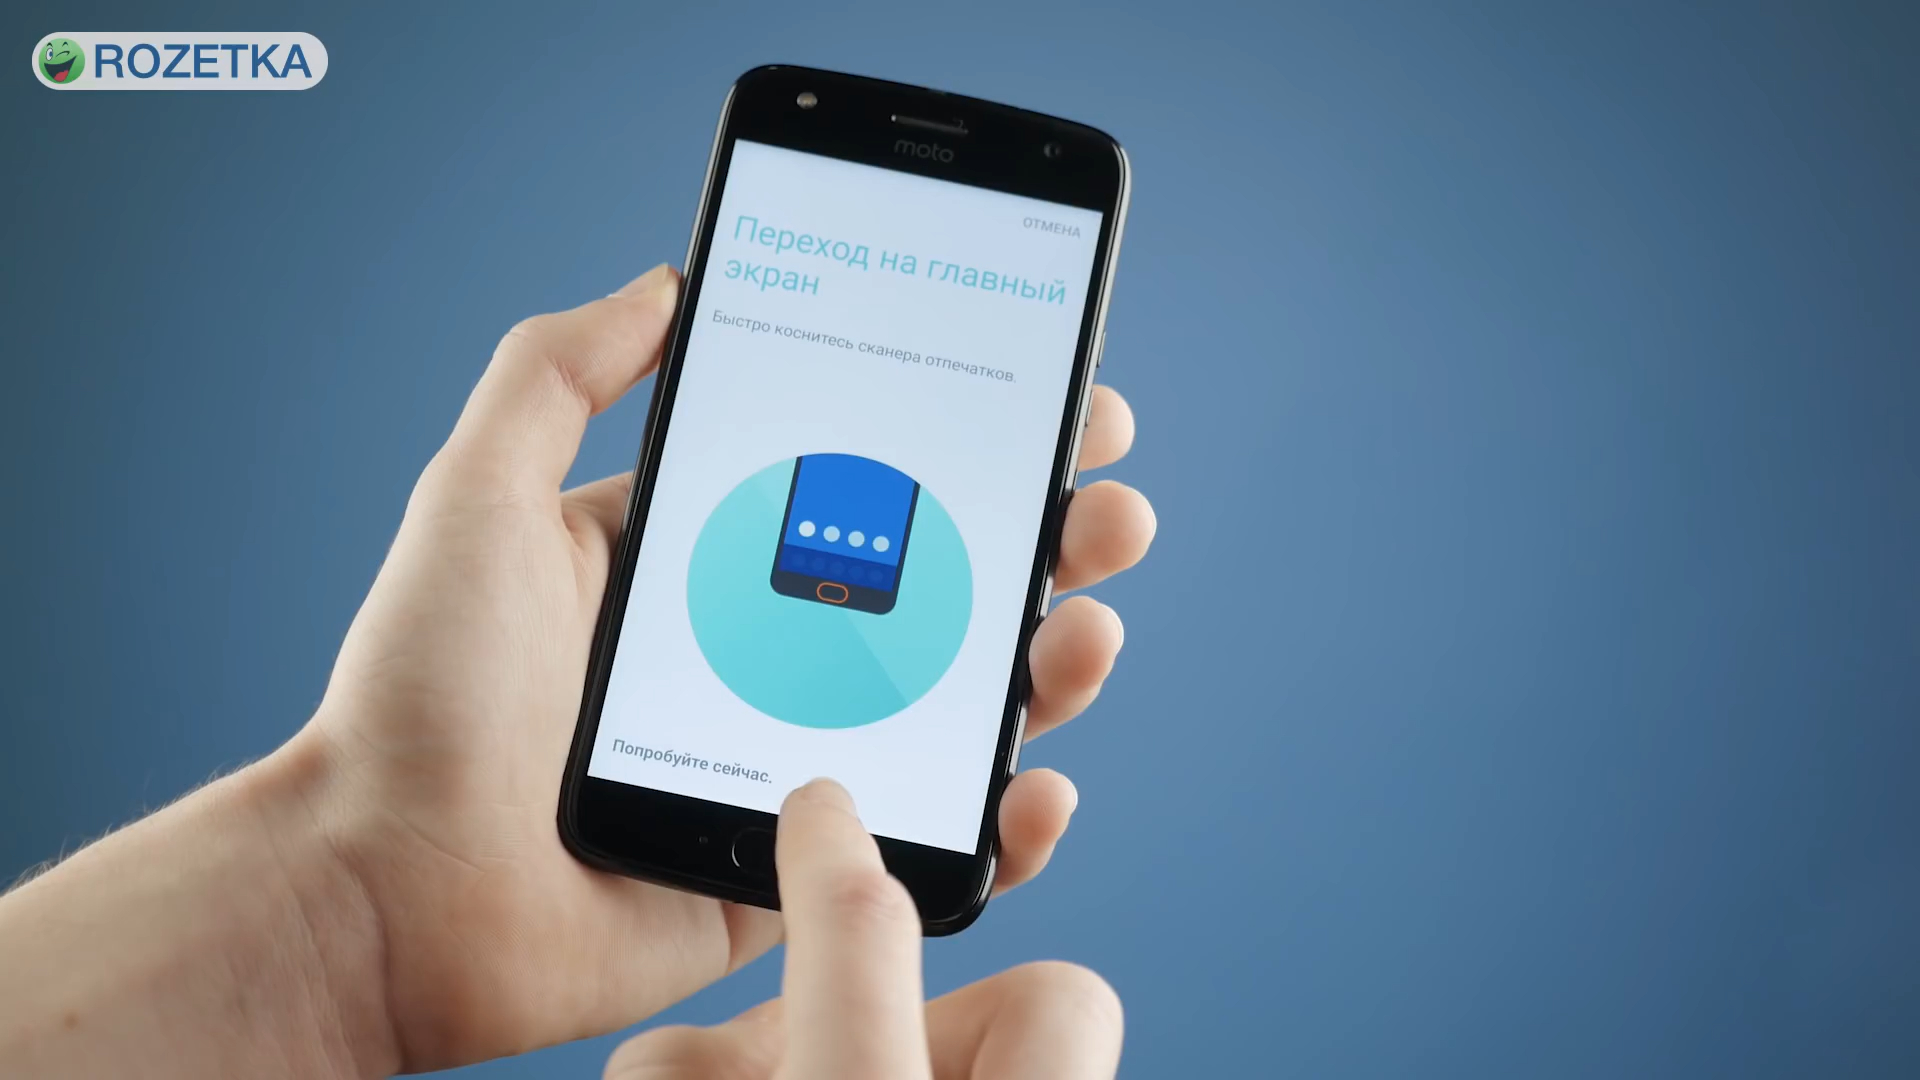 ROZETKA
moto
ОТМЕНА
Переход на главный
экран
Быстро коснитесь сканера отпечатков.
Попробуйте сейчас.